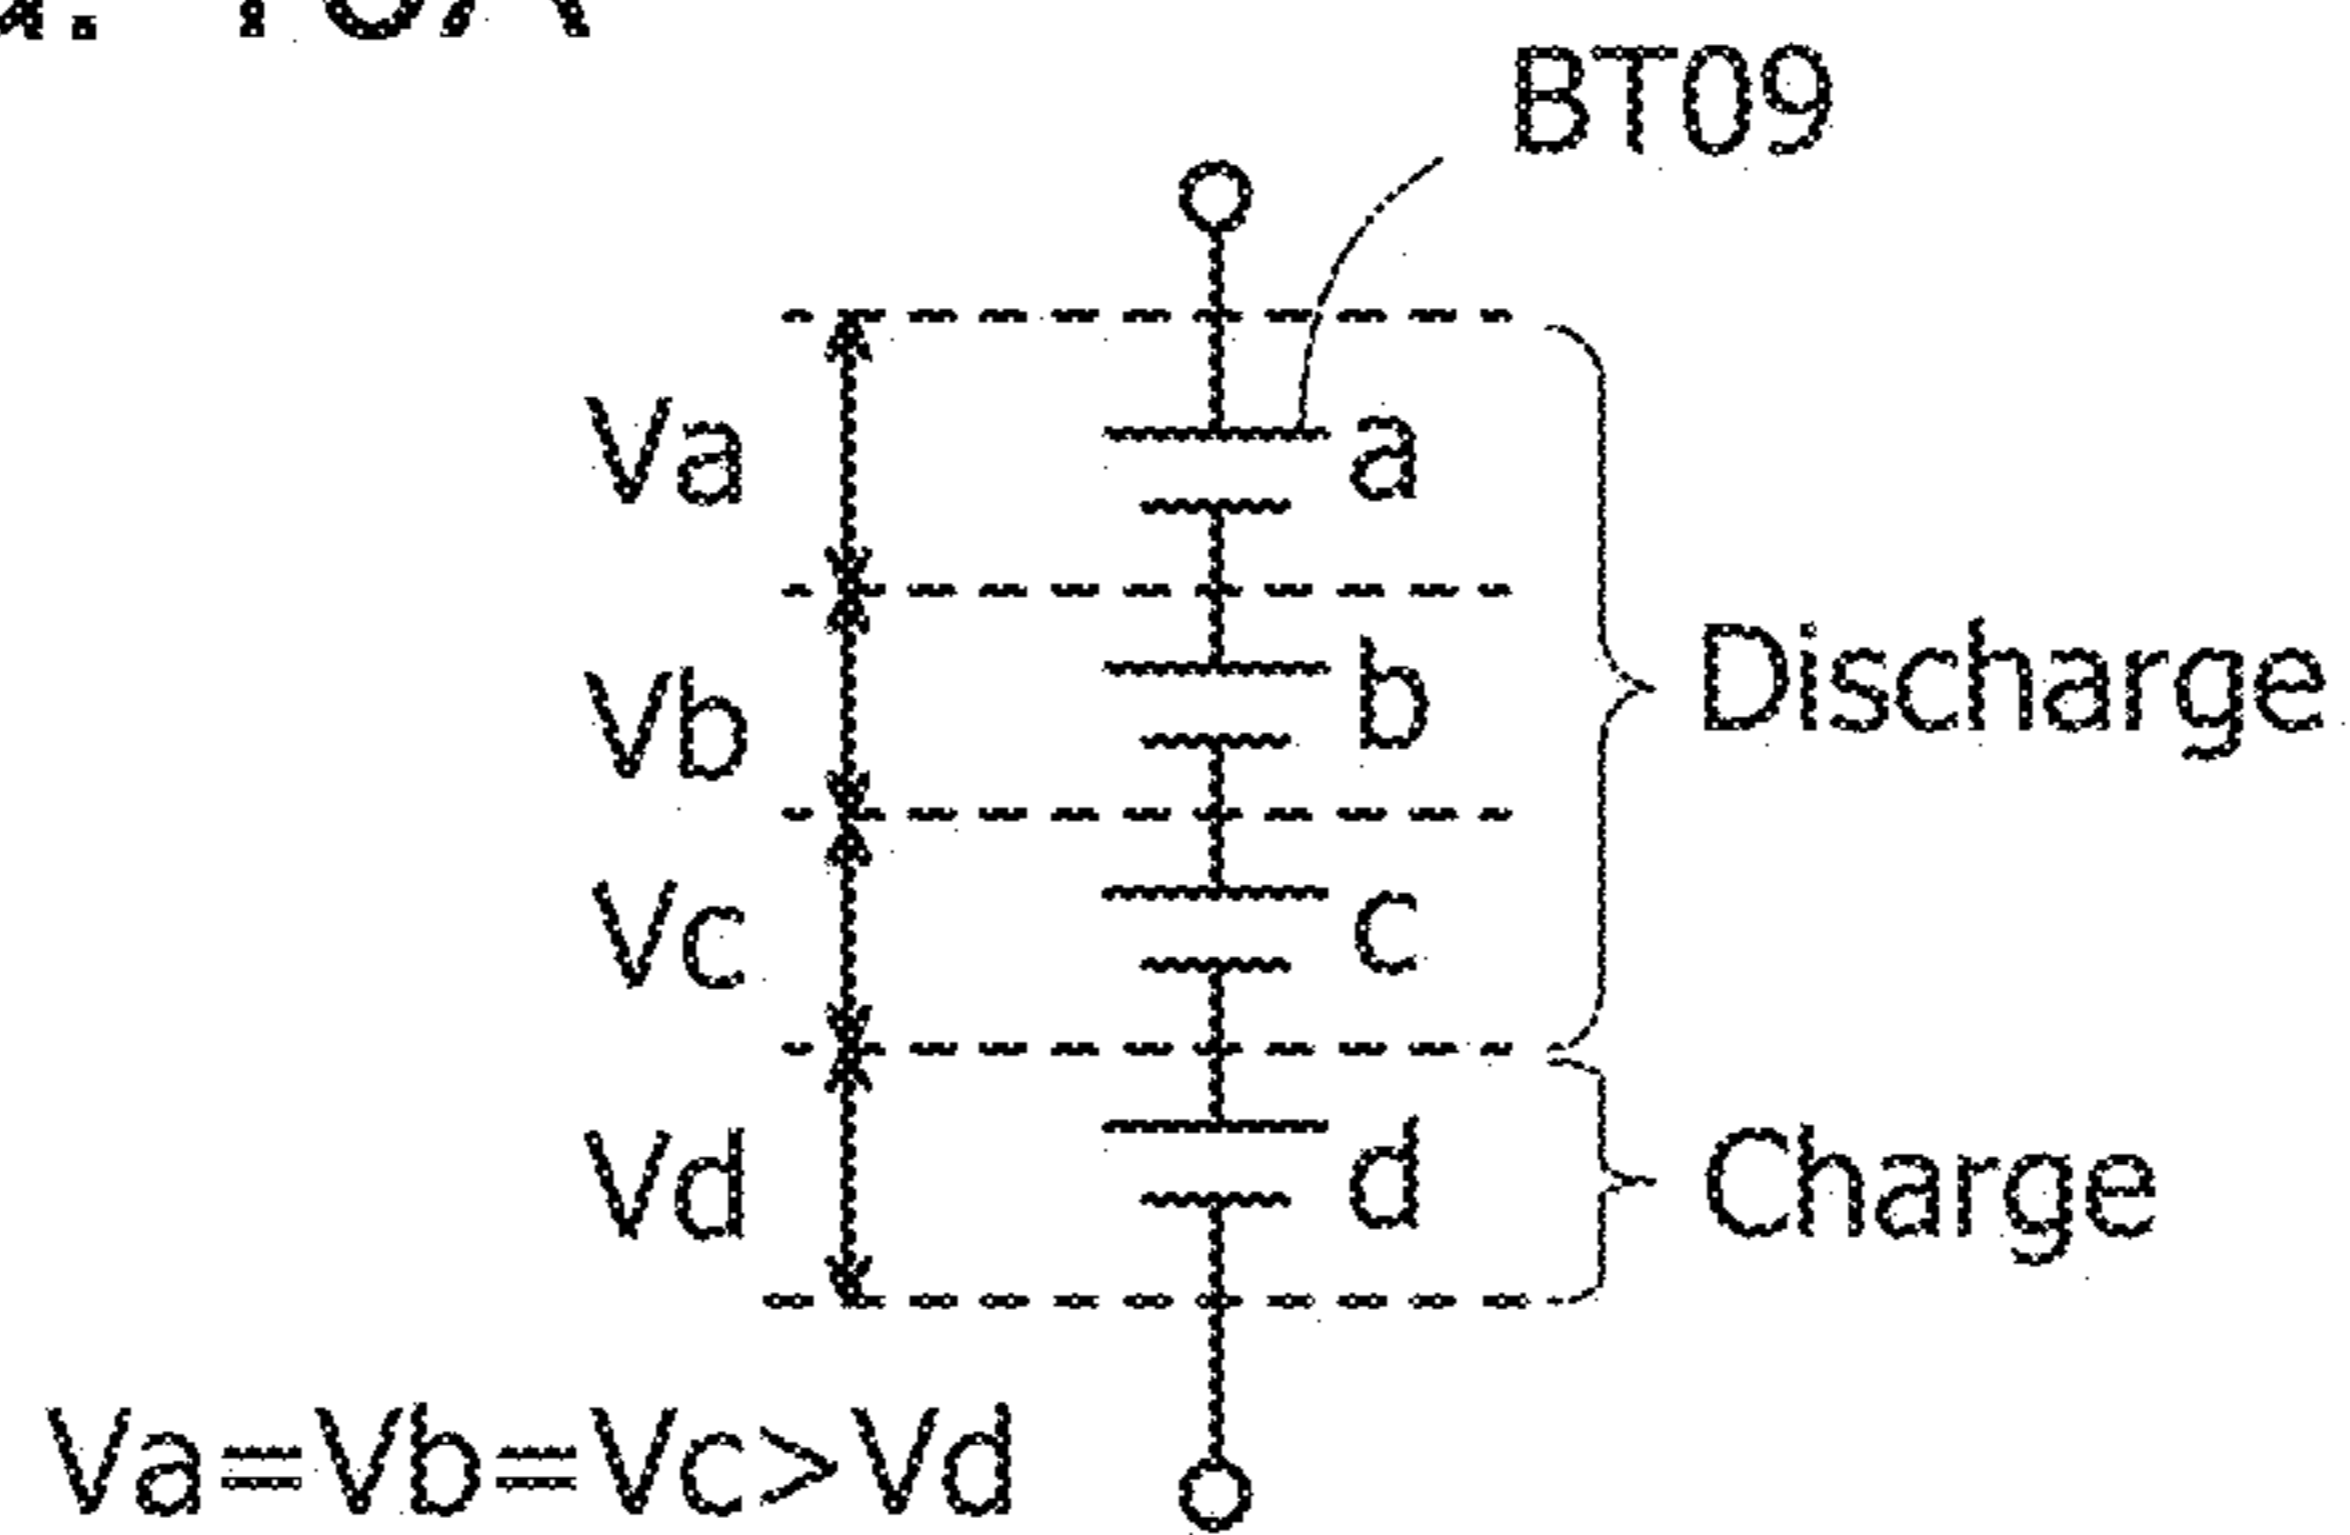 BT09
Va
a
Vb
b
Discharge
Vc
c
Vd
d
Charge
Va=Vb=Vc>Vd